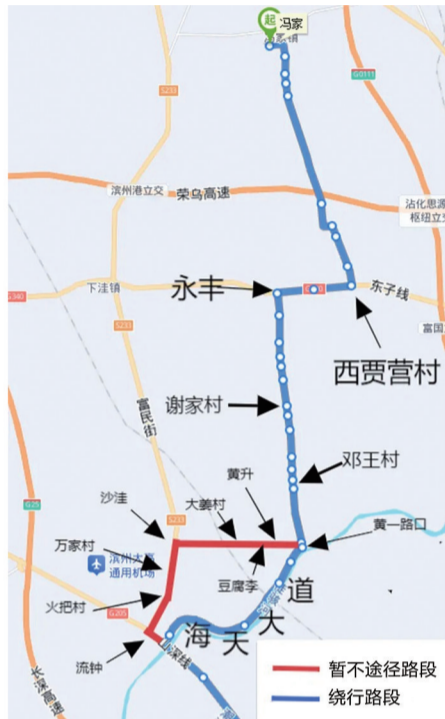 起 冯家
S233
G0111
滨州港立交
荣乌高速
沾化思源
枢纽立交
永丰
下洼镇
东子线
G340
富国
S233
西贾营村
富民街
谢家村
黄升
邓王村
G25
沙洼
大姜村
S233
黄一路口
万家村
滨州大高
通用机场
豆腐李
火把村
G205
海天大道
流钟
长深高速
暂不途径路段
绕行路段